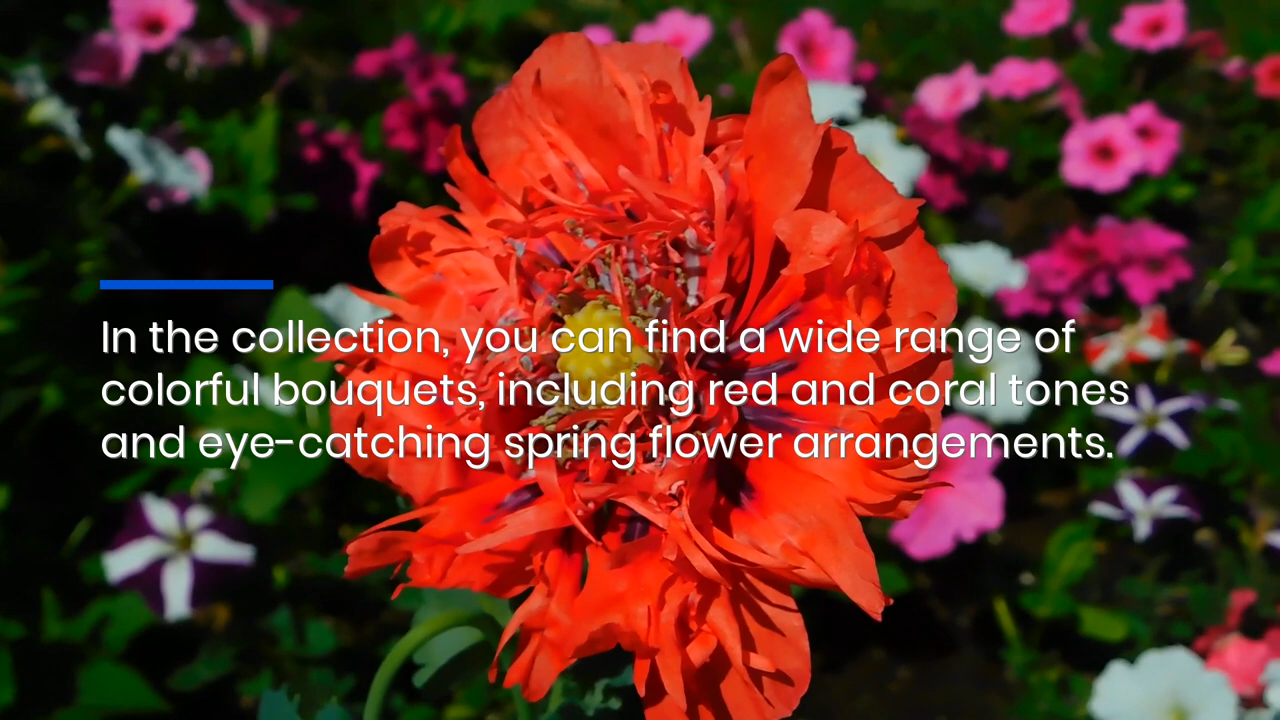 In the collection, you can find a wide range of
colorful bouquets, including red and coral tones
and eye-catching spring flower arrangements.